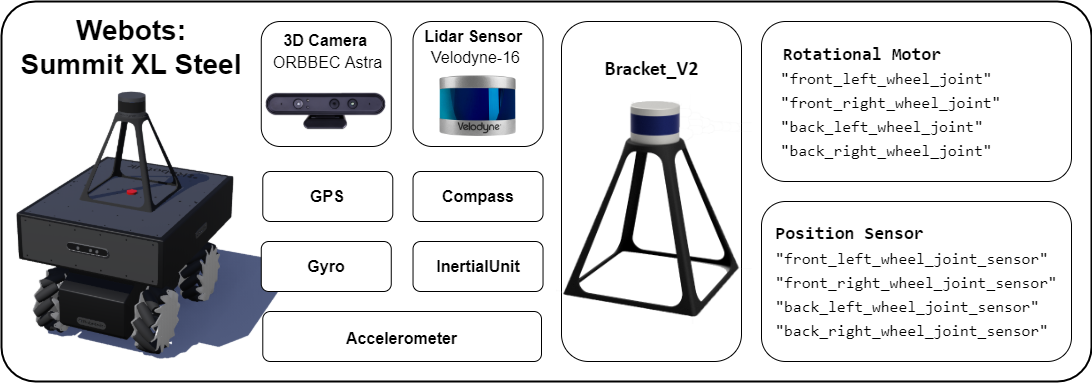 Webots:
Summit XL Steel
3D Camera
ORBBEC Astra
Lidar Sensor
Velodyne-16
Velodyne
GPS
Compass
Gyro
InertialUnit
Accelerometer
Bracket_V2
Rotational Motor
"front_left_wheel_joint"
"front_right_wheel_joint"
"back_left_wheel_joint"
"back_right_wheel_joint"
Position Sensor
"front_left_wheel_joint_sensor"
"front_right_wheel_joint_sensor"
"back_left_wheel_joint_sensor"
"back_right_wheel_joint_sensor"